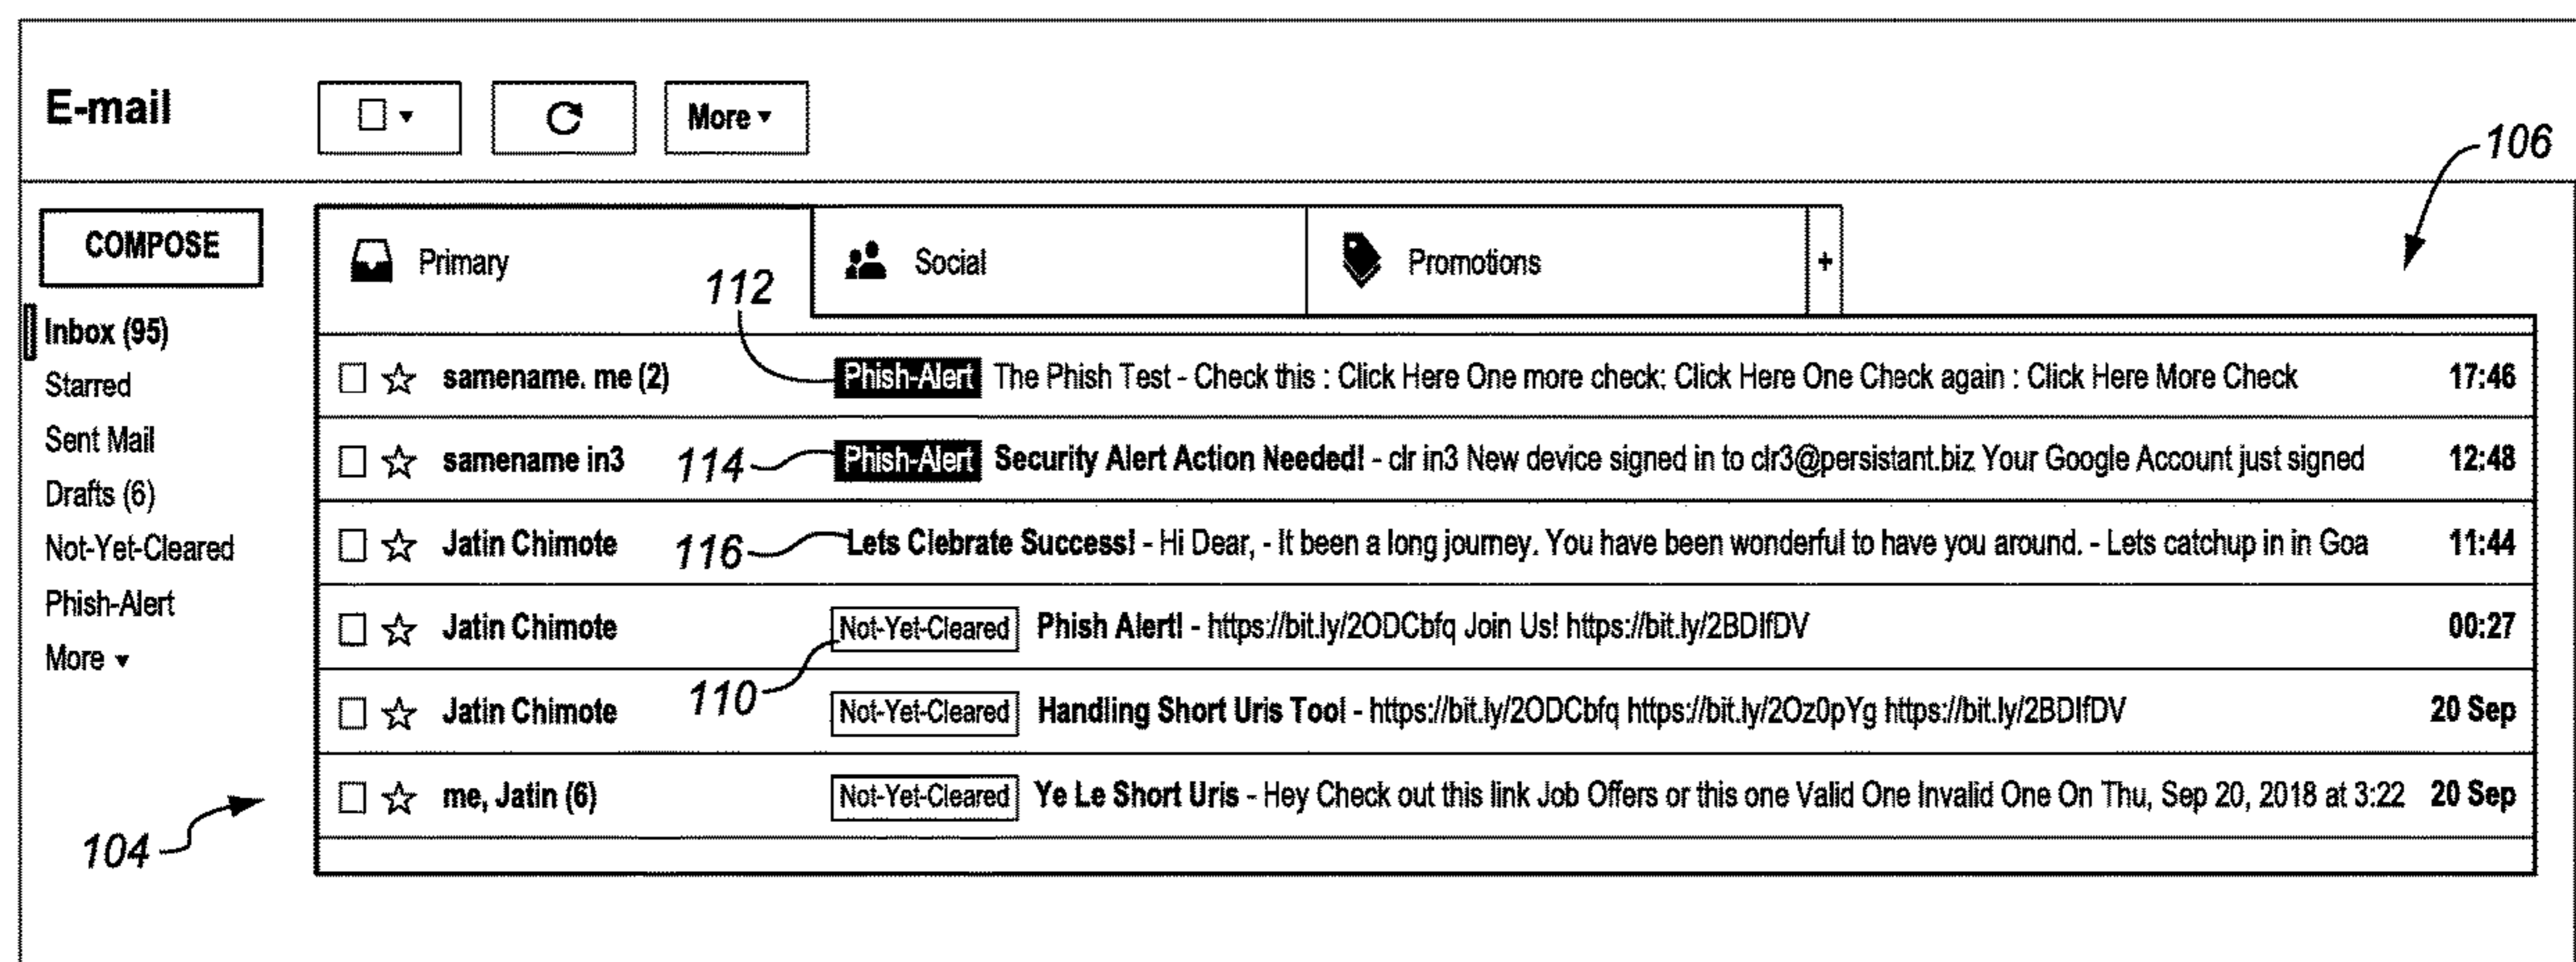 E-mail More ▾
106
COMPOSE
Primary Social Promotions +
112
Inbox (95)
Starred
Sent Mail
Drafts (6)
Not-Yet-Cleared
Phish-Alert
More ▾
samename. me (2) Phish-Alert The Phish Test - Check this : Click Here One more check; Click Here One Check again : Click Here More Check 17:46
samename in3 114 Phish-Alert Security Alert Action Needed! - clr in3 New device signed in to clr3@persistant.biz Your Google Account just signed 12:48
Jatin Chimote 116 Lets Clebrate Success! - Hi Dear, - It been a long journey. You have been wonderful to have you around. - Lets catchup in in Goa 11:44
Jatin Chimote Not-Yet-Cleared Phish Alert! - https://bit.ly/2ODCbfq Join Us! https://bit.ly/2BDIfDV 00:27
110
Jatin Chimote Not-Yet-Cleared Handling Short Uris Tool - https://bit.ly/2ODCbfq https://bit.ly/2Oz0pYg https://bit.ly/2BDIfDV 20 Sep
me, Jatin (6) Not-Yet-Cleared Ye Le Short Uris - Hey Check out this link Job Offers or this one Valid One Invalid One On Thu, Sep 20, 2018 at 3:22 20 Sep
104